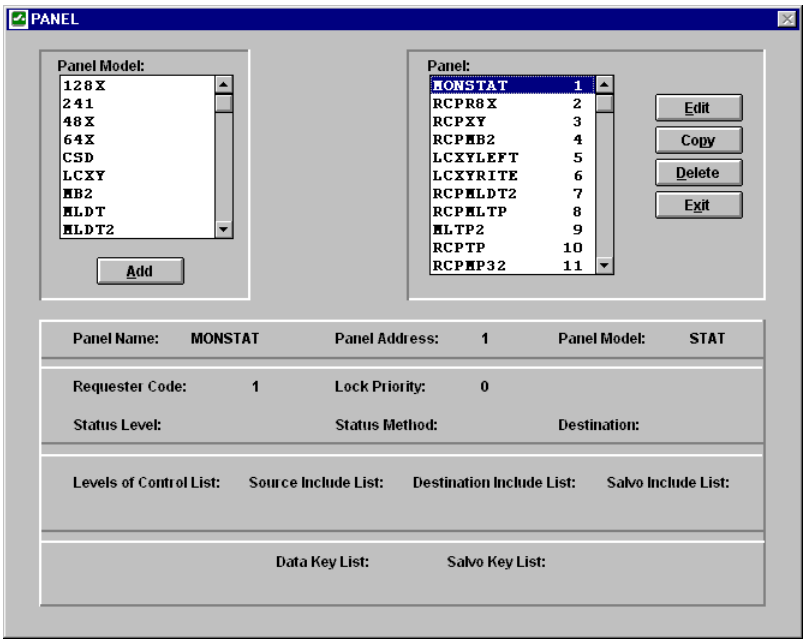 PANEL
Panel Model:
128X
241
48X
64X
CSD
LCXY
MB2
MLDT
MLDT2
Add
Panel:
MONSTAT 1
RCPR8X 2
RCPXY 3
RCPMB2 4
LCXYLEFT 5
LCXYRITE 6
RCPMLDT2 7
RCPMLTP 8
MLTP2 9
RCPTP 10
RCPMP32 11
Edit
Copy
Delete
Exit
Panel Name: MONSTAT Panel Address: 1 Panel Model: STAT
Requester Code: 1 Lock Priority: 0
Status Level: Status Method: Destination:
Levels of Control List: Source Include List: Destination Include List: Salvo Include List:
Data Key List: Salvo Key List: